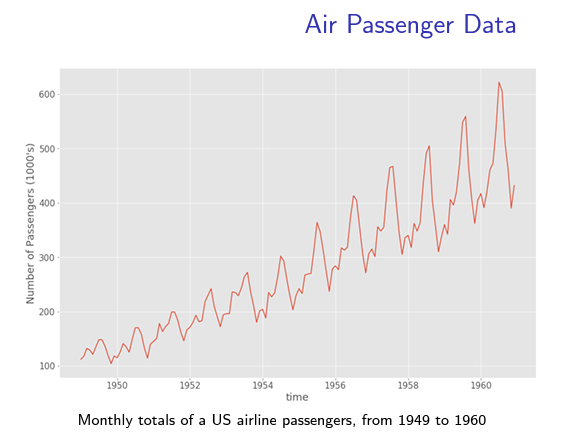 Air Passenger Data
Number of Passengers (1000's)
600
500
400
300
200
100
1950 1952 1954 1956 1958 1960
time
Monthly totals of a US airline passengers, from 1949 to 1960